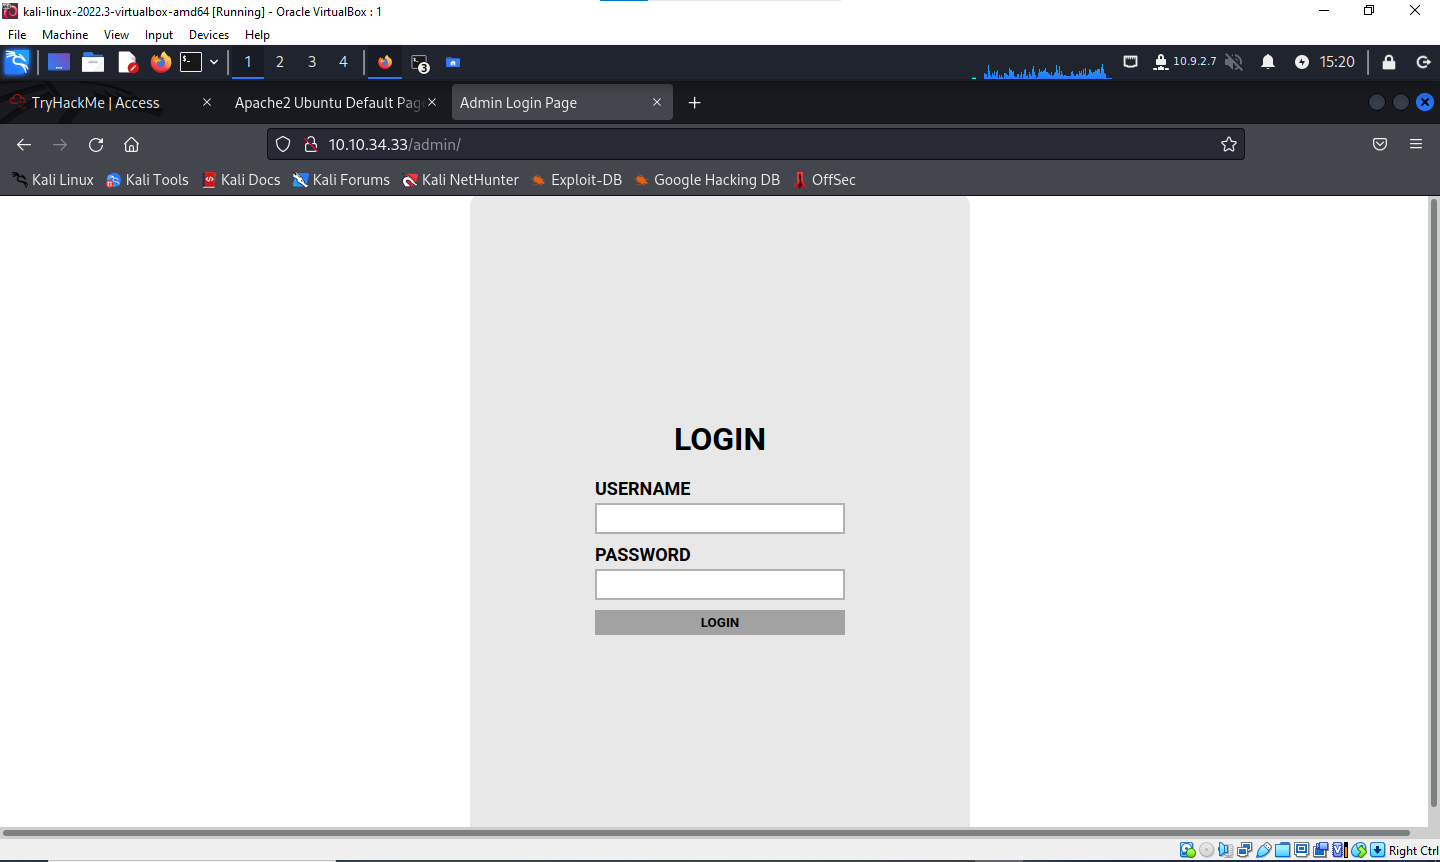 kali-linux-2022.3-virtualbox-amd64 [Running] - Oracle VirtualBox : 1
File Machine View Input Devices Help
1 2 3 4 3 10.9.2.7 15:20
TryHackMe | Access Apache2 Ubuntu Default Page Admin Login Page
10.10.34.33/admin/
Kali Linux Kali Tools Kali Docs Kali Forums Kali NetHunter Exploit-DB Google Hacking DB OffSec
LOGIN
USERNAME
PASSWORD
LOGIN
Right Ctrl